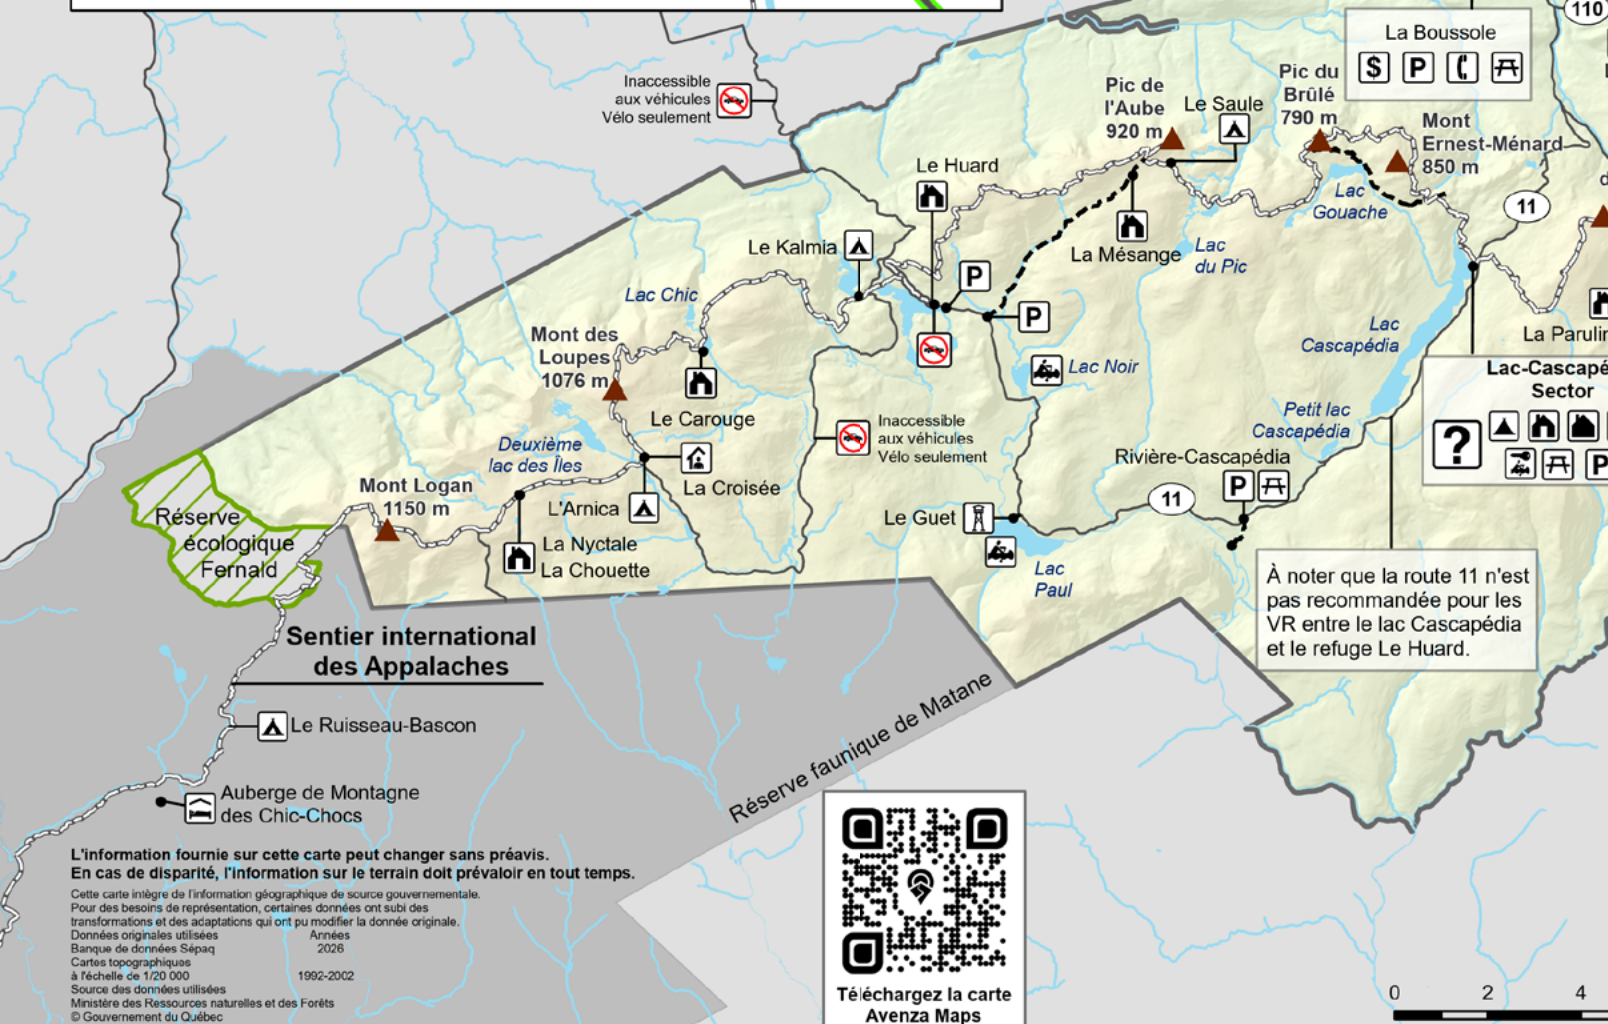 110
La Boussole
$ P
Inaccessible
aux véhicules
Vélo seulement
Pic de
l'Aube
920 m
Le Saule
Pic du
Brûlé
790 m
Mont
Ernest-Ménard
850 m
Le Huard
Lac
Gouache
11
Le Kalmia
La Mésange
Lac
du Pic
P
Lac Chic
P
Mont des
Loupes
1076 m
Lac
Cascapédia
La Parulin
Lac Noir
Lac-Cascapé
Sector
Le Carouge
Inaccessible
aux véhicules
Vélo seulement
Petit lac
Cascapédia
?
P
Deuxième
lac des Îles
Rivière-Cascapédia
P
11
La Croisée
Mont Logan
1150 m
L'Arnica
Le Guet
Réserve
écologique
Fernald
La Nyctale
La Chouette
Lac
Paul
À noter que la route 11 n'est
pas recommandée pour les
VR entre le lac Cascapédia
et le refuge Le Huard.
Sentier international
des Appalaches
Réserve faunique de Matane
Le Ruisseau-Bascon
Auberge de Montagne
des Chic-Chocs
L'information fournie sur cette carte peut changer sans préavis.
En cas de disparité, l'information sur le terrain doit prévaloir en tout temps.
Cette carte intègre de l'information géographique de source gouvernementale.
Pour des besoins de représentation, certaines données ont subi des
transformations et des adaptations qui ont pu modifier la donnée originale.
Données originales utilisées Années
Banque de données Sépaq 2026
Cartes topographiques
à l'échelle de 1/20 000 1992-2002
Source des données utilisées
Ministère des Ressources naturelles et des Forêts
© Gouvernement du Québec
Téléchargez la carte
Avenza Maps
0 2 4